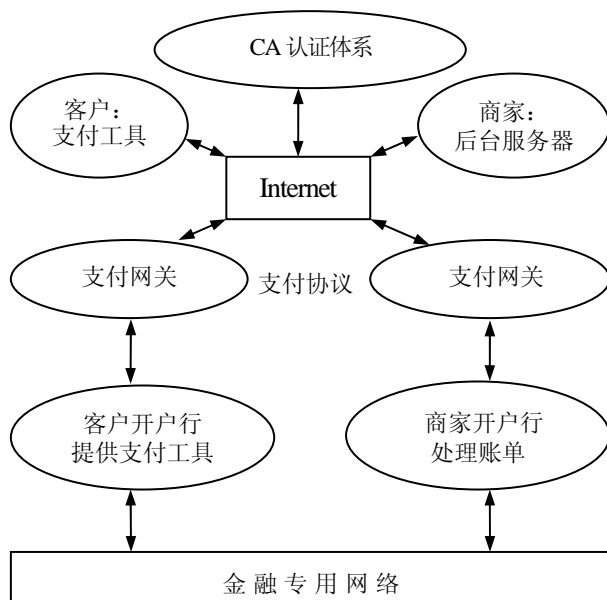 CA 认证体系
客户：
支付工具
商家：
后台服务器
Internet
支付网关
支付协议
支付网关
客户开户行
提供支付工具
商家开户行
处理账单
金 融 专 用 网 络